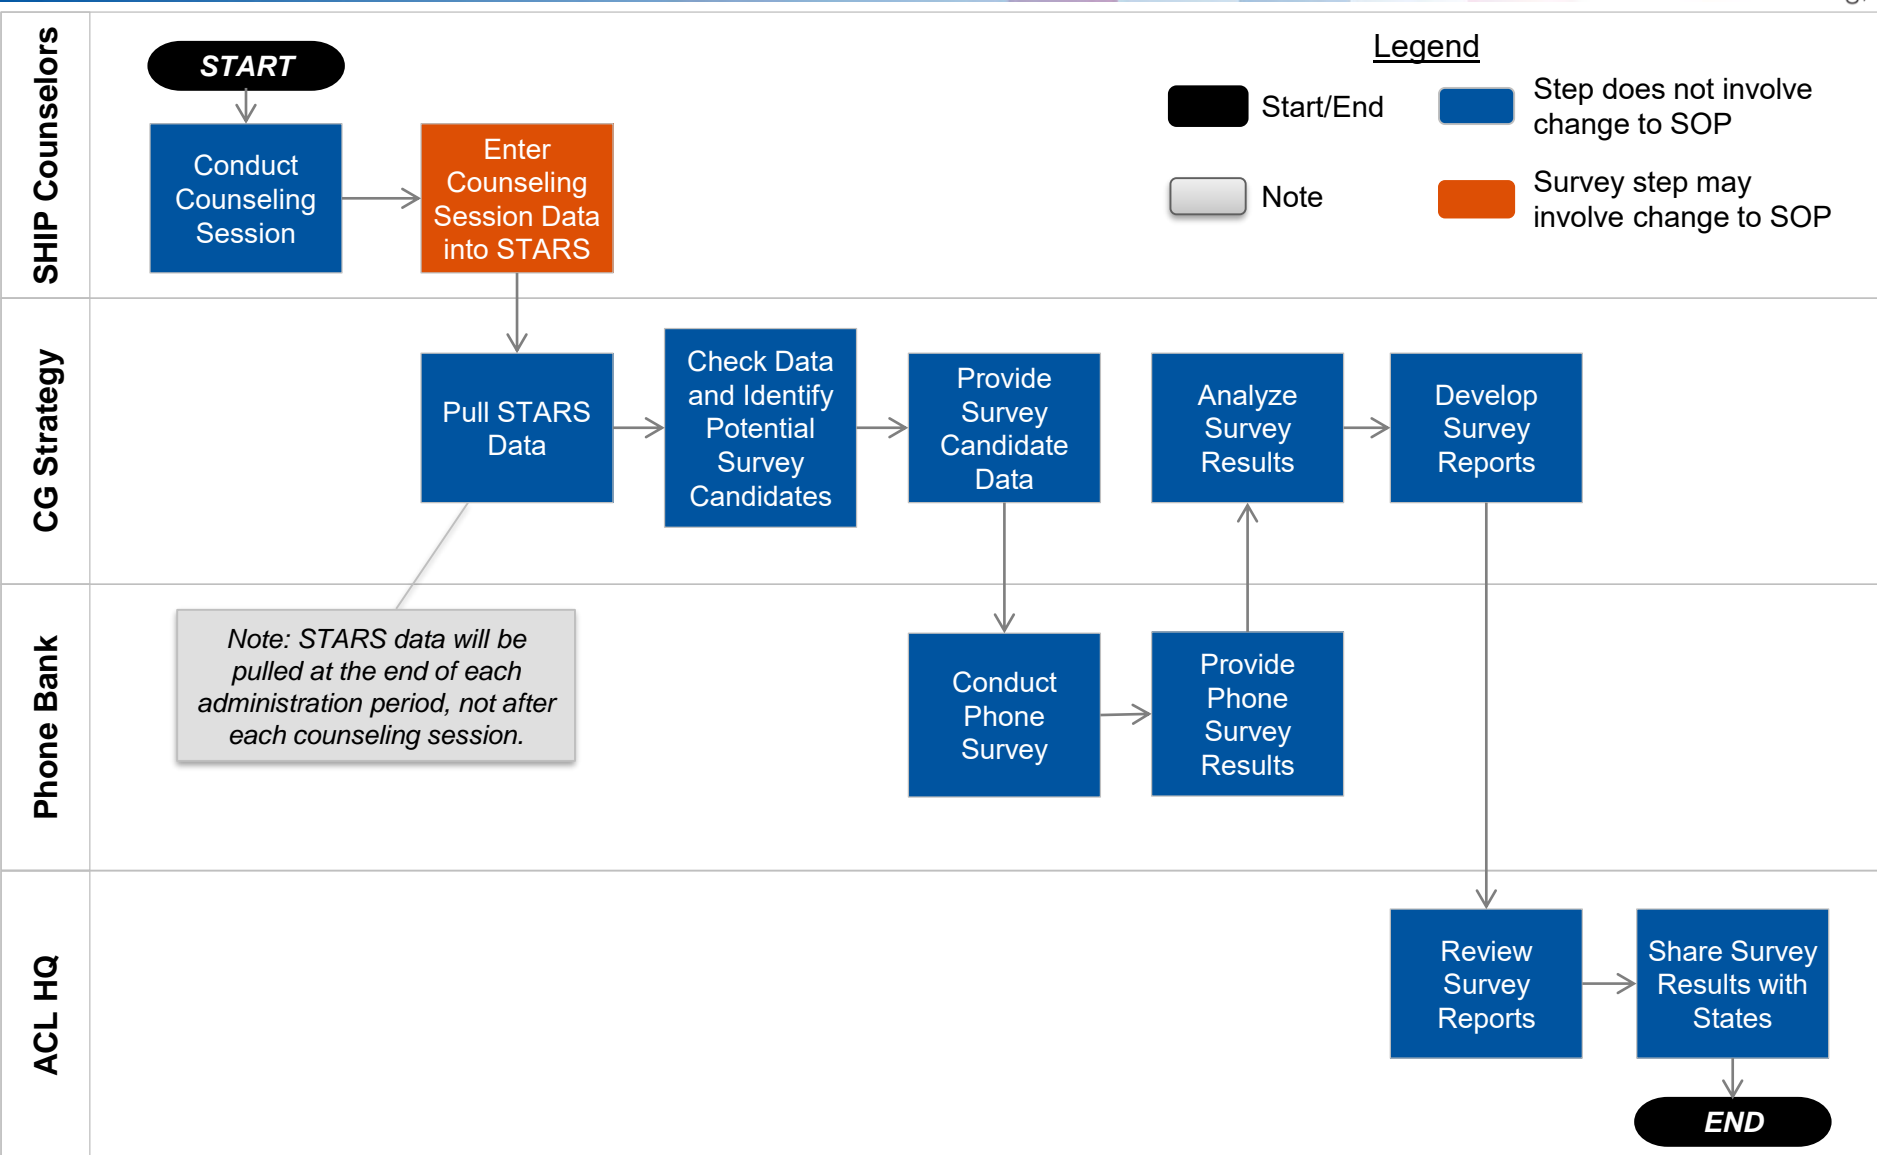 SHIP Counselors
START
Conduct
Counseling
Session
Enter
Counseling
Session Data
into STARS
Legend
Start/End
Step does not involve
change to SOP
Note
Survey step may
involve change to SOP
CG Strategy
Pull STARS
Data
Check Data
and Identify
Potential
Survey
Candidates
Provide
Survey
Candidate
Data
Analyze
Survey
Results
Develop
Survey
Reports
Phone Bank
Note: STARS data will be
pulled at the end of each
administration period, not after
each counseling session.
Conduct
Phone
Survey
Provide
Phone
Survey
Results
ACL HQ
Review
Survey
Reports
Share Survey
Results with
States
END